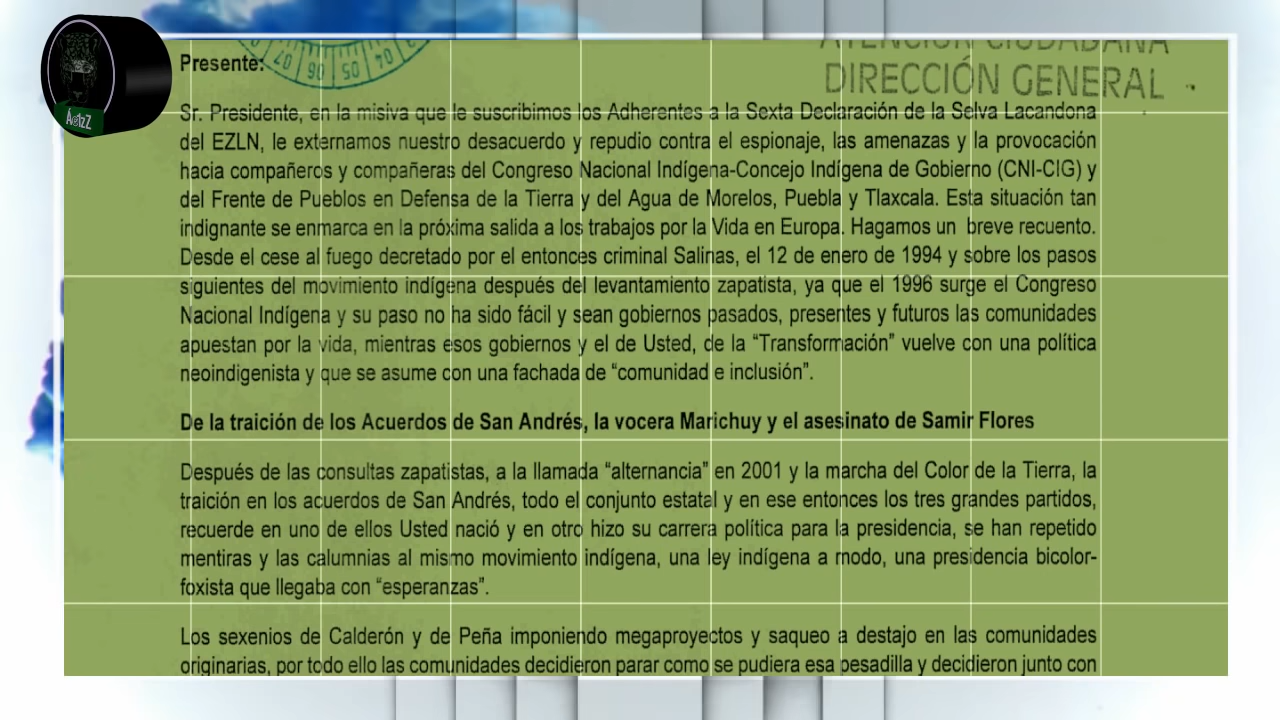 ATENCIÓN CIUDADANA
DIRECCIÓN GENERAL
Presente:
03 04 05 06 07
AϬizZ
Sr. Presidente, en la misiva que le suscribimos los Adherentes a la Sexta Declaración de la Selva Lacandona
del EZLN, le externamos nuestro desacuerdo y repudio contra el espionaje, las amenazas y la provocación
hacia compañeros y compañeras del Congreso Nacional Indígena-Concejo Indígena de Gobierno (CNI-CIG) y
del Frente de Pueblos en Defensa de la Tierra y del Agua de Morelos, Puebla y Tlaxcala. Esta situación tan
indignante se enmarca en la próxima salida a los trabajos por la Vida en Europa. Hagamos un breve recuento.
Desde el cese al fuego decretado por el entonces criminal Salinas, el 12 de enero de 1994 y sobre los pasos
siguientes del movimiento indígena después del levantamiento zapatista, ya que el 1996 surge el Congreso
Nacional Indígena y su paso no ha sido fácil y sean gobiernos pasados, presentes y futuros las comunidades
apuestan por la vida, mientras esos gobiernos y el de Usted, de la “Transformación” vuelve con una política
neoindigenista y que se asume con una fachada de “comunidad e inclusión”.
De la traición de los Acuerdos de San Andrés, la vocera Marichuy y el asesinato de Samir Flores
Después de las consultas zapatistas, a la llamada “alternancia” en 2001 y la marcha del Color de la Tierra, la
traición en los acuerdos de San Andrés, todo el conjunto estatal y en ese entonces los tres grandes partidos,
recuerde en uno de ellos Usted nació y en otro hizo su carrera política para la presidencia, se han repetido
mentiras y las calumnias al mismo movimiento indígena, una ley indígena a modo, una presidencia bicolor-
foxista que llegaba con “esperanzas”.
Los sexenios de Calderón y de Peña imponiendo megaproyectos y saqueo a destajo en las comunidades
originarias, por todo ello las comunidades decidieron parar como se pudiera esa pesadilla y decidieron junto con